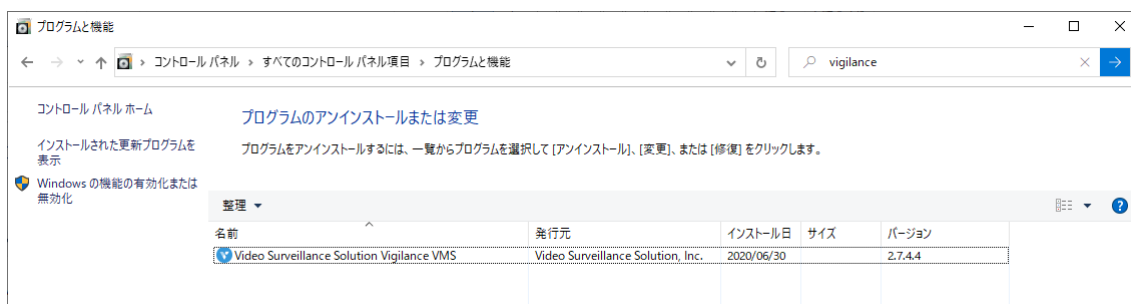 プログラムと機能
コントロール パネル › すべてのコントロール パネル項目 › プログラムと機能
vigilance
コントロール パネル ホーム
プログラムのアンインストールまたは変更
インストールされた更新プログラムを
表示
プログラムをアンインストールするには、一覧からプログラムを選択して [アンインストール]、[変更]、または [修復] をクリックします。
Windows の機能の有効化または
無効化
整理
名前 発行元 インストール日 サイズ バージョン
Video Surveillance Solution Vigilance VMS Video Surveillance Solution, Inc. 2020/06/30 2.7.4.4